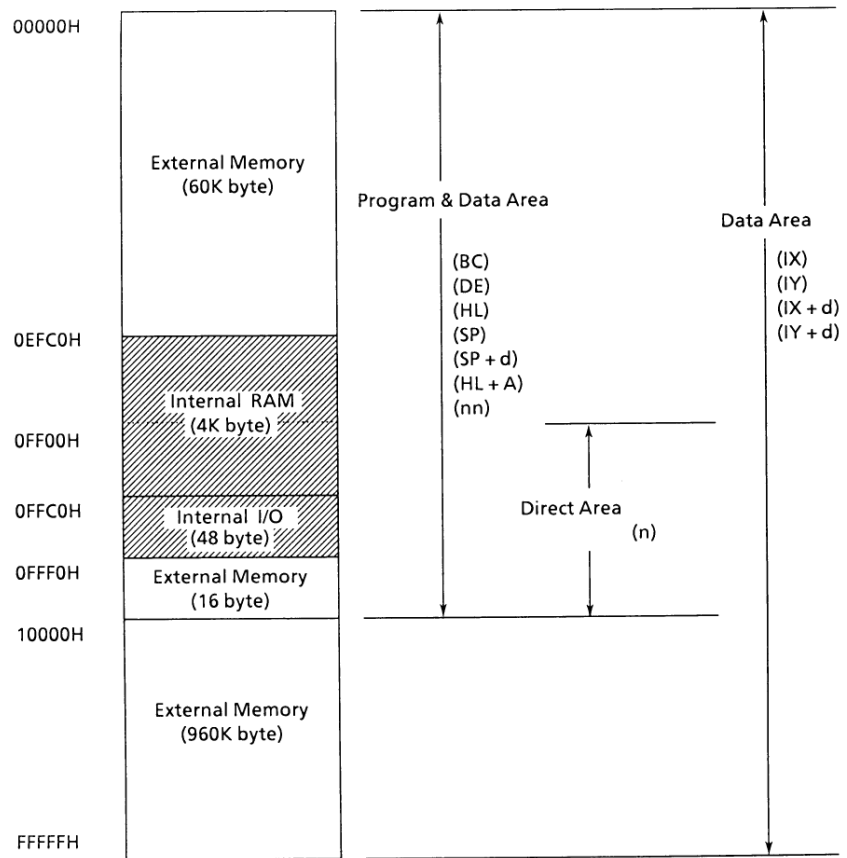 00000H
External Memory
(60K byte)
Program & Data Area
Data Area
(BC)
(DE)
(HL)
(SP)
(SP + d)
(HL + A)
(nn)
(IX)
(IY)
(IX + d)
(IY + d)
0EFC0H
Internal RAM
(4K byte)
0FF00H
0FFC0H
Internal I/O
(48 byte)
Direct Area
(n)
0FFF0H
External Memory
(16 byte)
10000H
External Memory
(960K byte)
FFFFFH